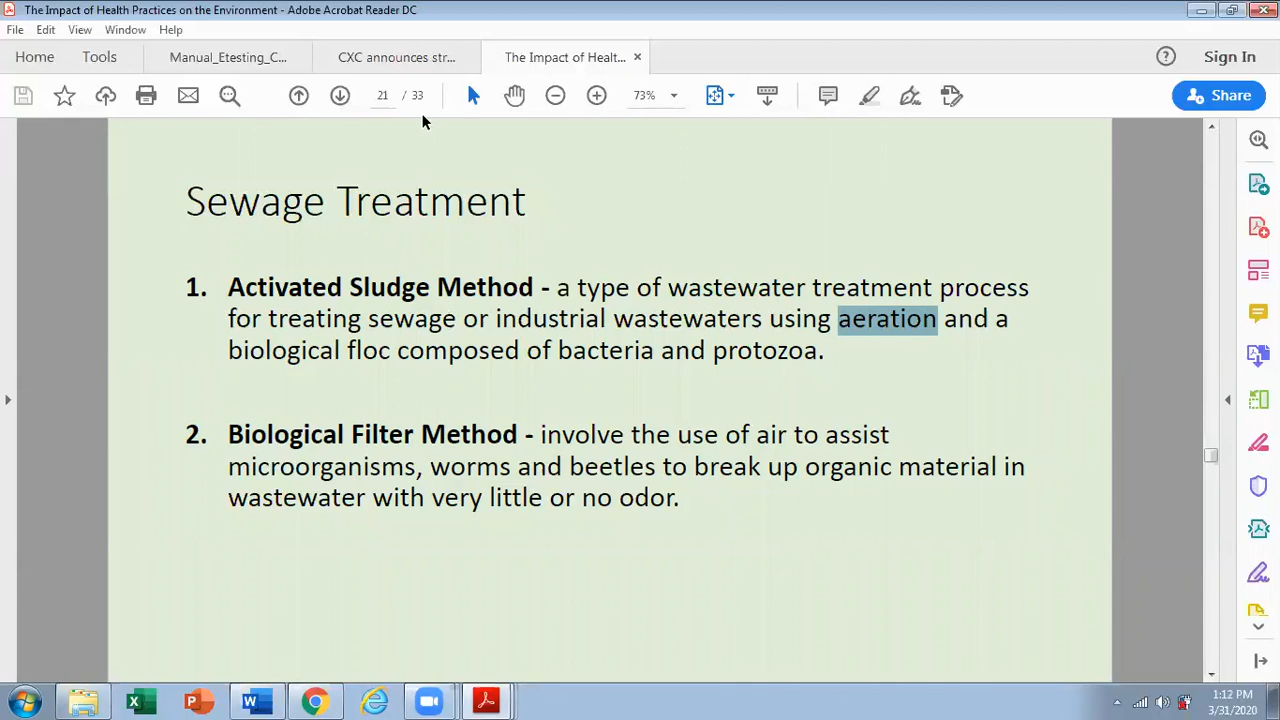 The Impact of Health Practices on the Environment - Adobe Acrobat Reader DC
File Edit View Window Help
Home Tools Manual_Etesting_C... CXC announces str... The Impact of Healt... × Sign In
21 / 33 73% Share
Sewage Treatment
1. Activated Sludge Method - a type of wastewater treatment process
for treating sewage or industrial wastewaters using aeration and a
biological floc composed of bacteria and protozoa.
2. Biological Filter Method - involve the use of air to assist
microorganisms, worms and beetles to break up organic material in
wastewater with very little or no odor.
1:12 PM
3/31/2020